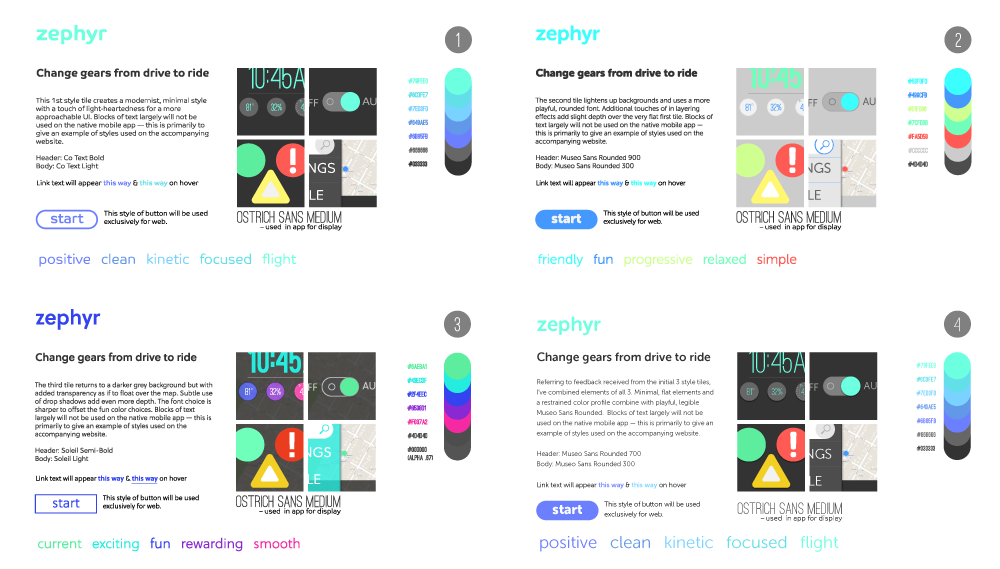 zephyr
1
Change gears from drive to ride
This 1st style tile creates a modernist, minimal style
with a touch of light-heartedness for a more
approachable UI. Blocks of text largely will not be
used on the native mobile app — this is primarily to
give an example of styles used on the accompanying
website.
Header: Co Text Bold
Body: Co Text Light
Link text will appear this way & this way on hover
start
This style of button will be used
exclusively for web.
10:45A
81°
32%
4
FF
AU
!
NGS
LE
OSTRICH SANS MEDIUM
– used in app for display
#666666
#333333
positive clean kinetic focused flight
zephyr
2
Change gears from drive to ride
The second tile lightens up backgrounds and uses a more
playful, rounded font. Additional touches of in layering
effects add slight depth over the very flat first tile. Blocks of
text largely will not be used on the native mobile app —
this is primarily to give an example of styles used on the
accompanying website.
Header: Museo Sans Rounded 900
Body: Museo Sans Rounded 300
Link text will appear this way & this way on hover
start
This style of button will be used
exclusively for web.
10:45A
81°
32%
4
FF
AU
!
NGS
LE
OSTRICH SANS MEDIUM
– used in app for display
#CCCCCC
#4D4D4D
friendly fun progressive relaxed simple
zephyr
3
Change gears from drive to ride
The third tile returns to a darker grey background but with
added transparency as if to float over the map. Subtle use
of drop shadows add even more depth. The font choice is
sharper to offset the fun color choices. Blocks of text
largely will not be used on the native mobile app — this is
primarily to give an example of styles used on the
accompanying website.
Header: Soleil Semi-Bold
Body: Soleil Light
Link text will appear this way & this way on hover
start
This style of button will be used
exclusively for web.
10:45
81°
32%
4
FF
AU
!
NGS
LE
OSTRICH SANS MEDIUM
– used in app for display
#4D4D4D
#000000
(ALPHA .07)
current exciting fun rewarding smooth
zephyr
4
Change gears from drive to ride
Referring to feedback received from the initial 3 style tiles,
I've combined elements of all 3. Minimal, flat elements and
a restrained color profile combine with playful, legible
Museo Sans Rounded. Blocks of text largely will not be
used on the native mobile app — this is primarily to give an
example of styles used on the accompanying website.
Header: Museo Sans Rounded 700
Body: Museo Sans Rounded 300
Link text will appear this way & this way on hover
start
This style of button will be used
exclusively for web.
10:45A
81°
32%
4
FF
AU
!
NGS
LE
OSTRICH SANS MEDIUM
– used in app for display
#666666
#333333
positive clean kinetic focused flight